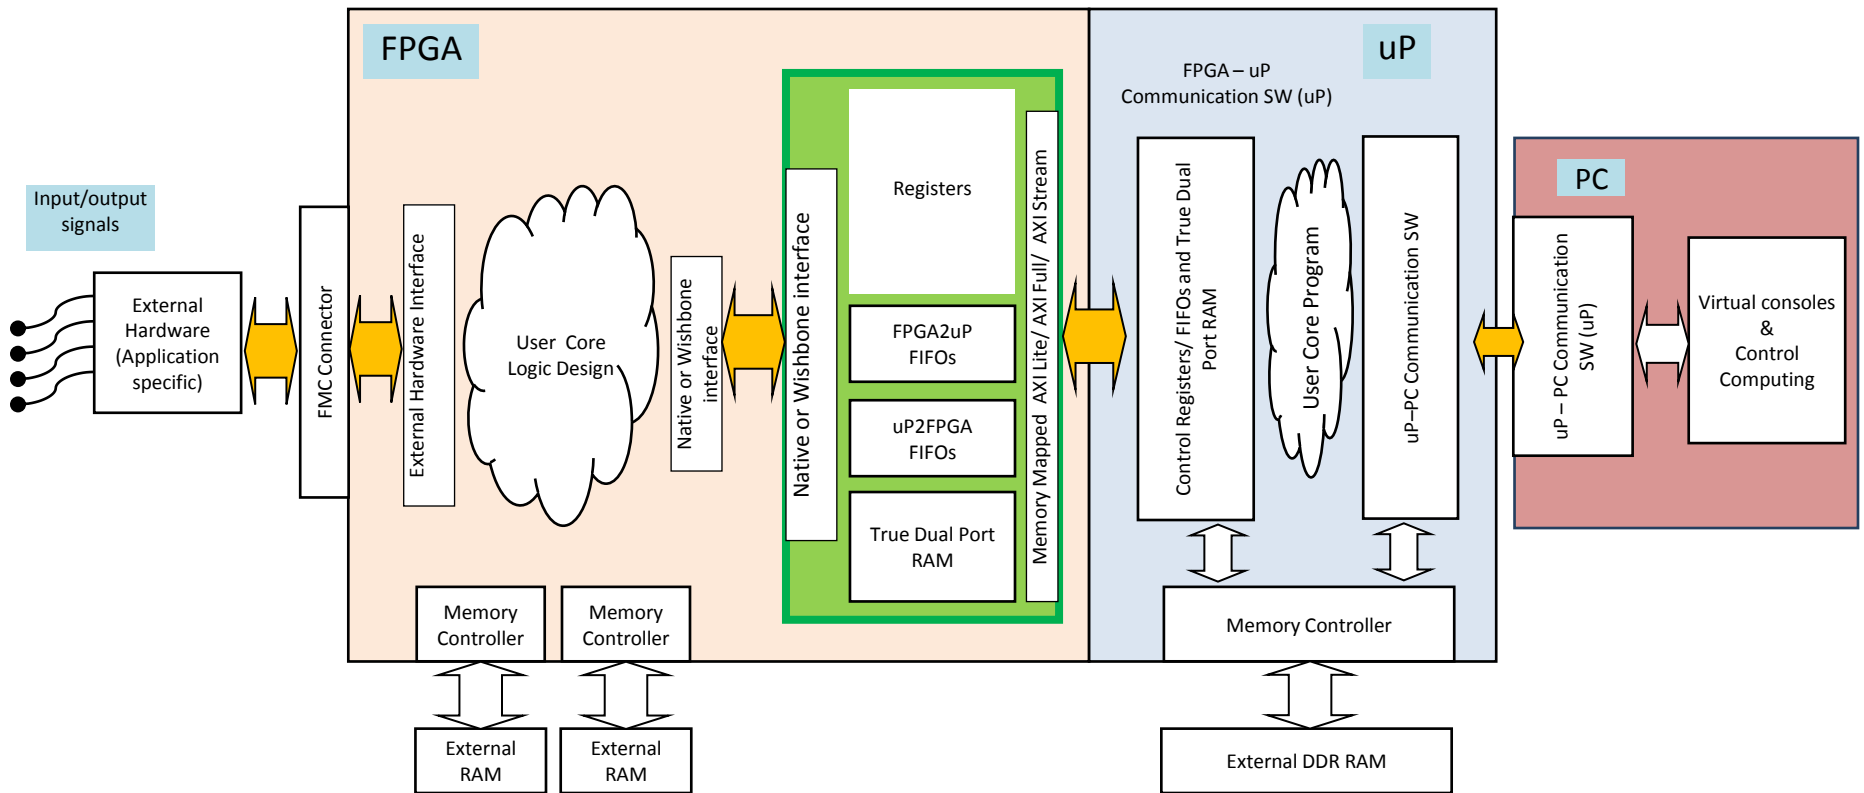 FPGA
uP
FPGA – uP
Communication SW (uP)
PC
Input/output
signals
External
Hardware
(Application
specific)
FMC Connector
External Hardware Interface
User  Core
Logic Design
Native or Wishbone
interface
Native or Wishbone interface
Registers
FPGA2uP
FIFOs
uP2FPGA
FIFOs
True Dual Port
RAM
Memory Mapped  AXI Lite/ AXI Full/  AXI Stream
Control Registers/ FIFOs and True Dual
Port RAM
User Core Program
uP–PC Communication SW
uP – PC Communication
SW (uP)
Virtual consoles
&
Control
Computing
Memory
Controller
Memory
Controller
Memory Controller
External
RAM
External
RAM
External DDR RAM